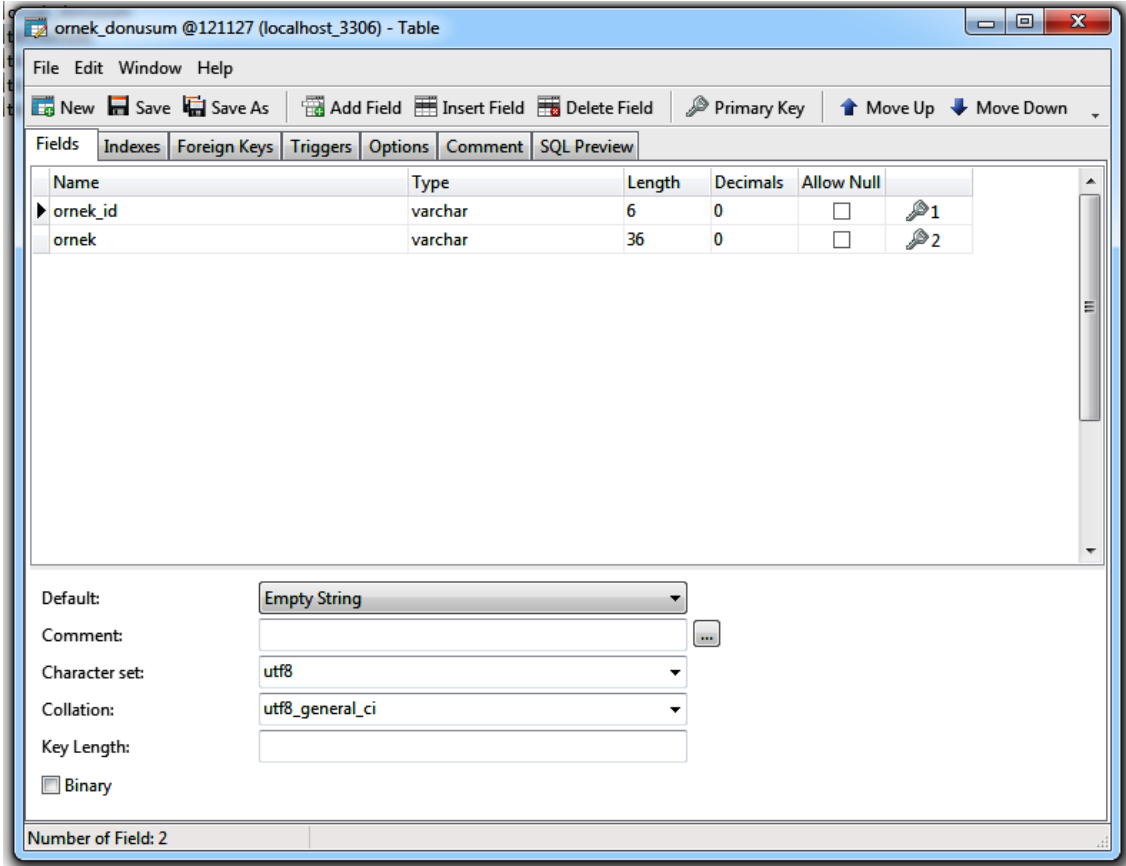 ornek_donusum @121127 (localhost_3306) - Table
File Edit Window Help
New Save Save As Add Field Insert Field Delete Field Primary Key Move Up Move Down
Fields Indexes Foreign Keys Triggers Options Comment SQL Preview
Name Type Length Decimals Allow Null
ornek_id varchar 6 0 1
ornek varchar 36 0 2
Default: Empty String
Comment: ...
Character set: utf8
Collation: utf8_general_ci
Key Length:
Binary
Number of Field: 2